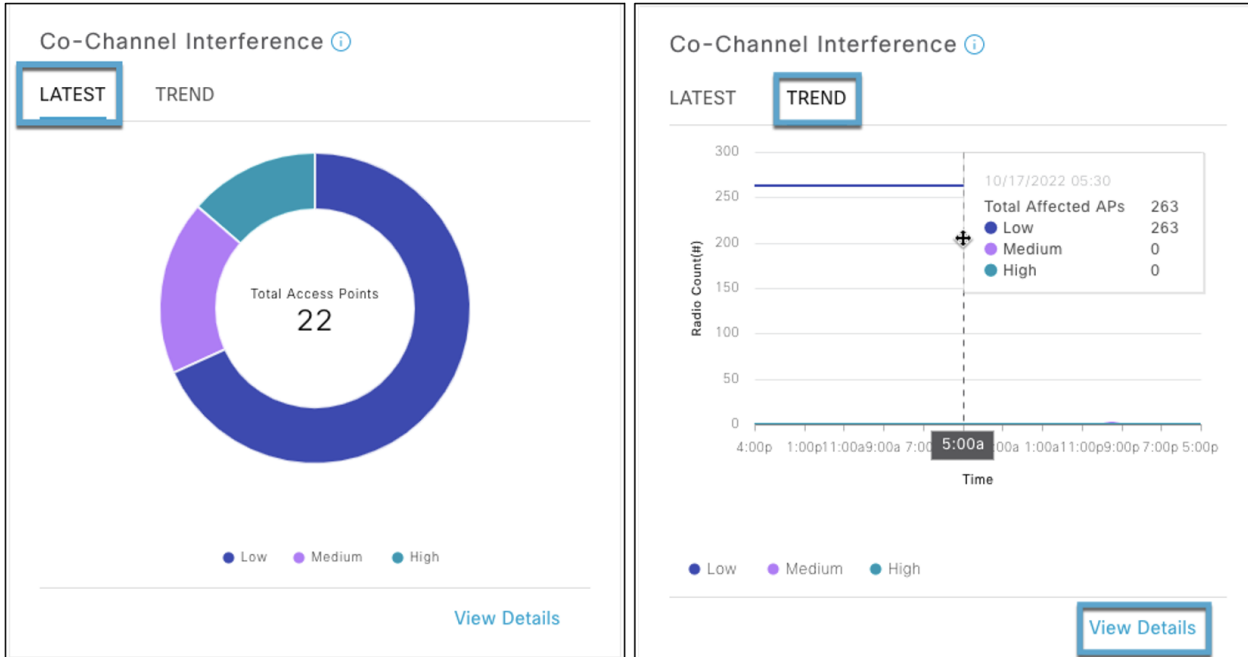 Co-Channel Interference
LATEST TREND
Total Access Points
22
Low Medium High
View Details
Co-Channel Interference
LATEST TREND
300
250
200
150
100
50
0
Radio Count(#)
10/17/2022 05:30
Total Affected APs 263
Low 263
Medium 0
High 0
4:00p 1:00p 11:00a 9:00a 7:00 5:00a :00a 1:00a 11:00p 9:00p 7:00p 5:00p
Time
Low Medium High
View Details